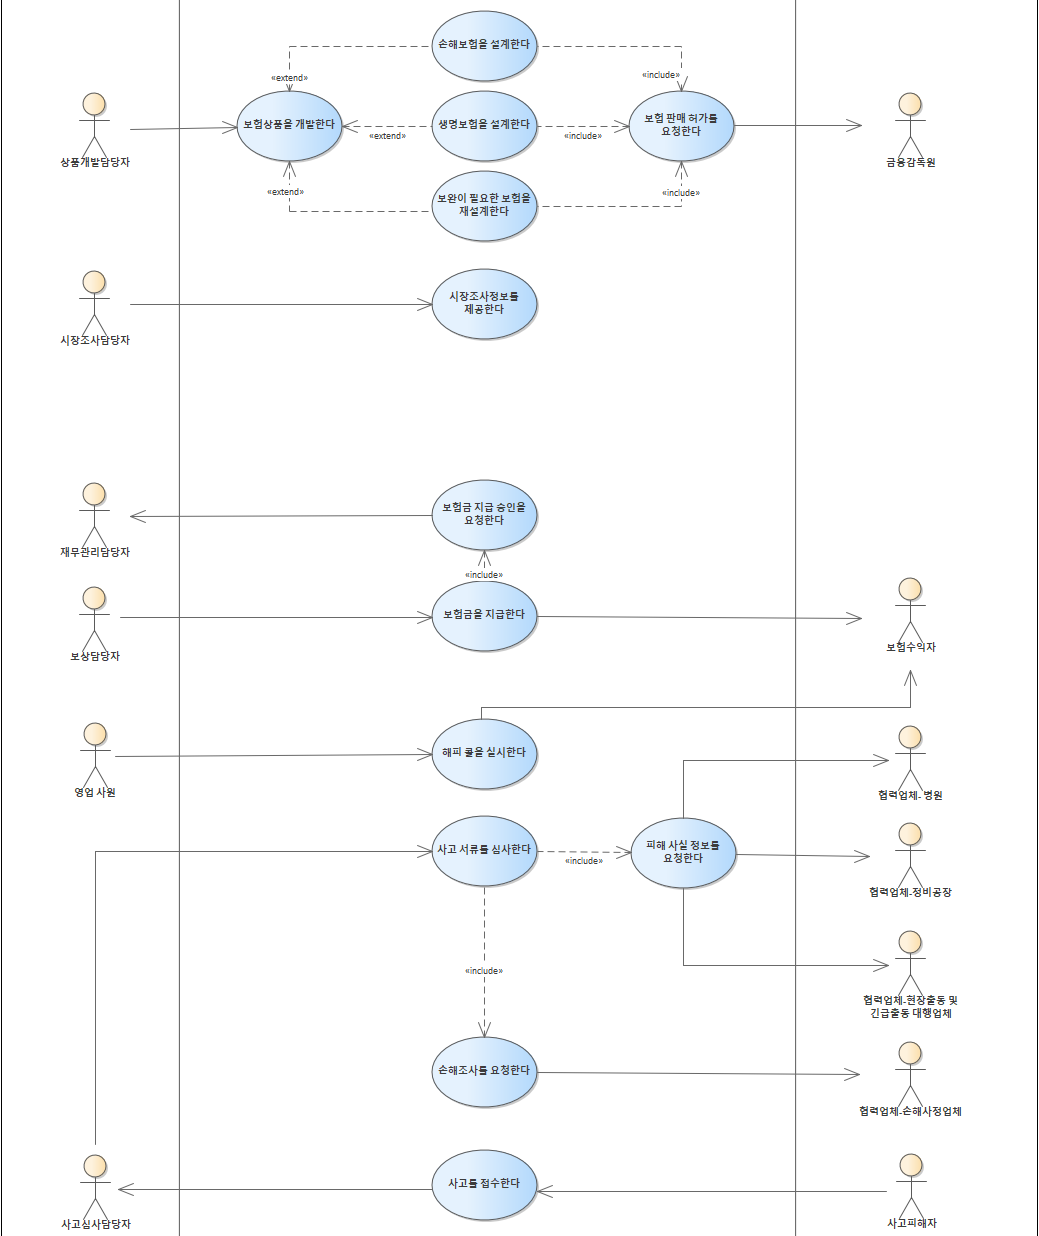 손해보험을 설계한다
«extend»
«include»
보험상품을 개발한다
생명보험을 설계한다
보험 판매 허가를
요청한다
«extend»
«include»
상품개발담당자
금융감독원
«extend»
«include»
보완이 필요한 보험을
재설계한다
시장조사정보를
제공한다
시장조사담당자
보험금 지급 승인을
요청한다
재무관리담당자
«include»
보험금을 지급한다
보험수익자
보상담당자
해피 콜을 실시한다
영업 사원
협력업체- 병원
사고 서류를 심사한다
«include»
피해 사실 정보를
요청한다
협력업체-정비공장
«include»
협력업체-현장출동 및
긴급출동 대행업체
손해조사를 요청한다
협력업체-손해사정업체
사고를 접수한다
사고심사담당자
사고피해자